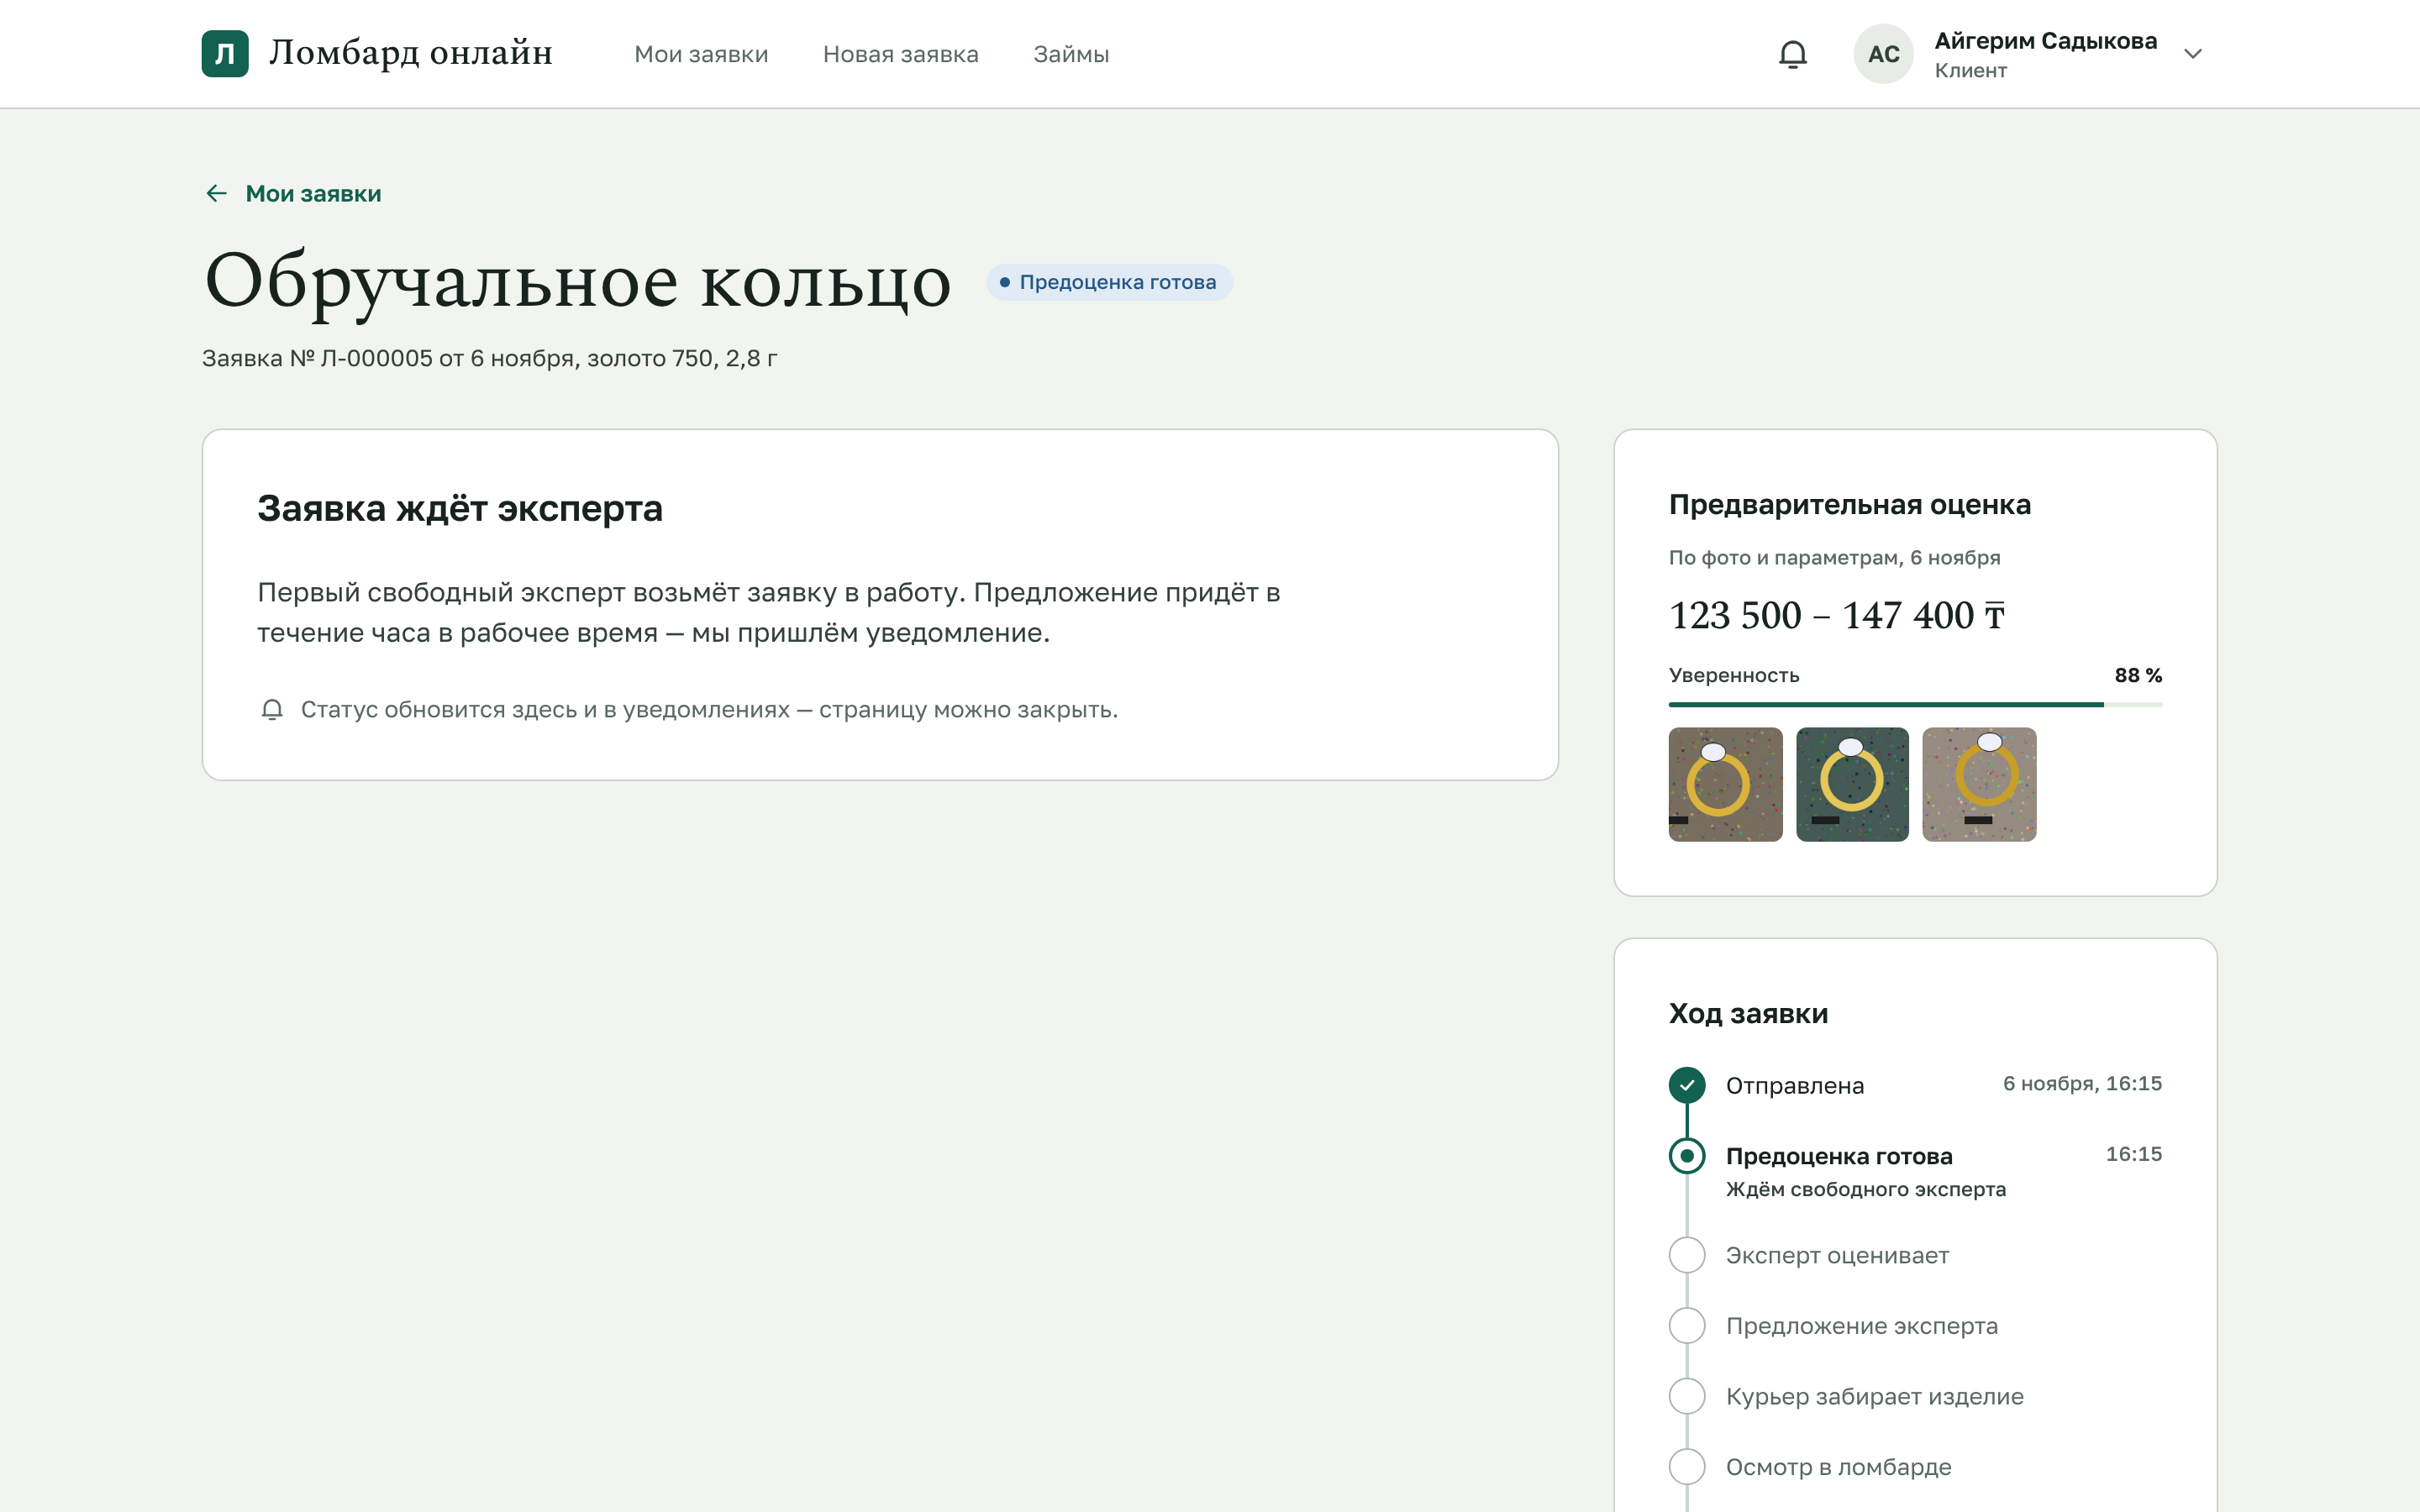 Л Ломбард онлайн Мои заявки Новая заявка Займы АС Айгерим Садыкова
Клиент
Мои заявки
Обручальное кольцо Предоценка готова
Заявка № Л-000005 от 6 ноября, золото 750, 2,8 г
Заявка ждёт эксперта
Первый свободный эксперт возьмёт заявку в работу. Предложение придёт в
течение часа в рабочее время — мы пришлём уведомление.
Статус обновится здесь и в уведомлениях — страницу можно закрыть.
Предварительная оценка
По фото и параметрам, 6 ноября
123 500 – 147 400 ₸
Уверенность 88 %
Ход заявки
Отправлена 6 ноября, 16:15
Предоценка готова 16:15
Ждём свободного эксперта
Эксперт оценивает
Предложение эксперта
Курьер забирает изделие
Осмотр в ломбарде